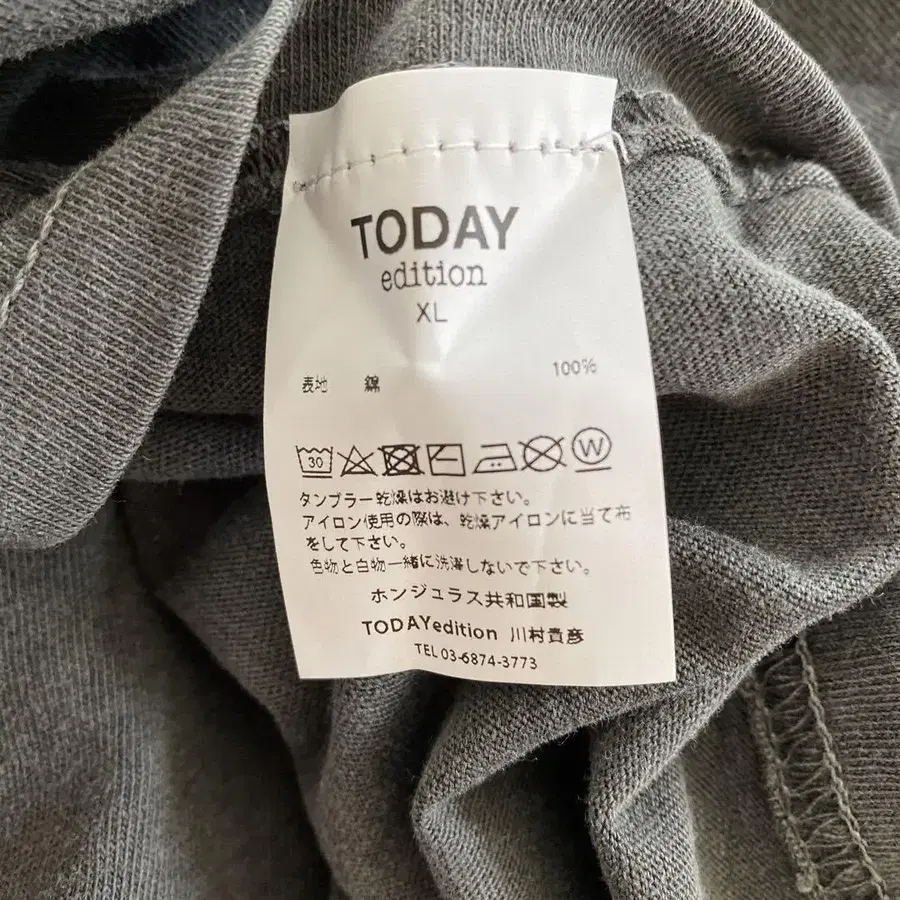 TODAY
edition
XL
表地 綿 100%
30 W
タンブラー乾燥はお避け下さい。
アイロン使用の際は、乾燥アイロンに当て布
をして下さい。
色物と白物一緒に洗濯しないで下さい。
ホンジュラス共和国製
TODAYedition 川村貴彦
TEL 03-6874-3773